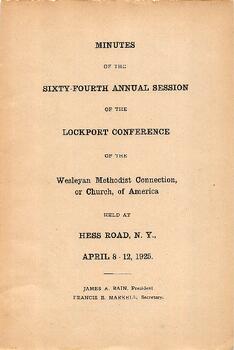 MINUTES
OF THE
SIXTY-FOURTH ANNUAL SESSION
OF THE
LOCKPORT CONFERENCE
OF THE
Wesleyan Methodist Connection,
or Church, of America
HELD AT
HESS ROAD, N. Y.,
APRIL 8 - 12, 1925.
JAMES A. BAIN, President
FRANCIS R. MARKELL, Secretary.